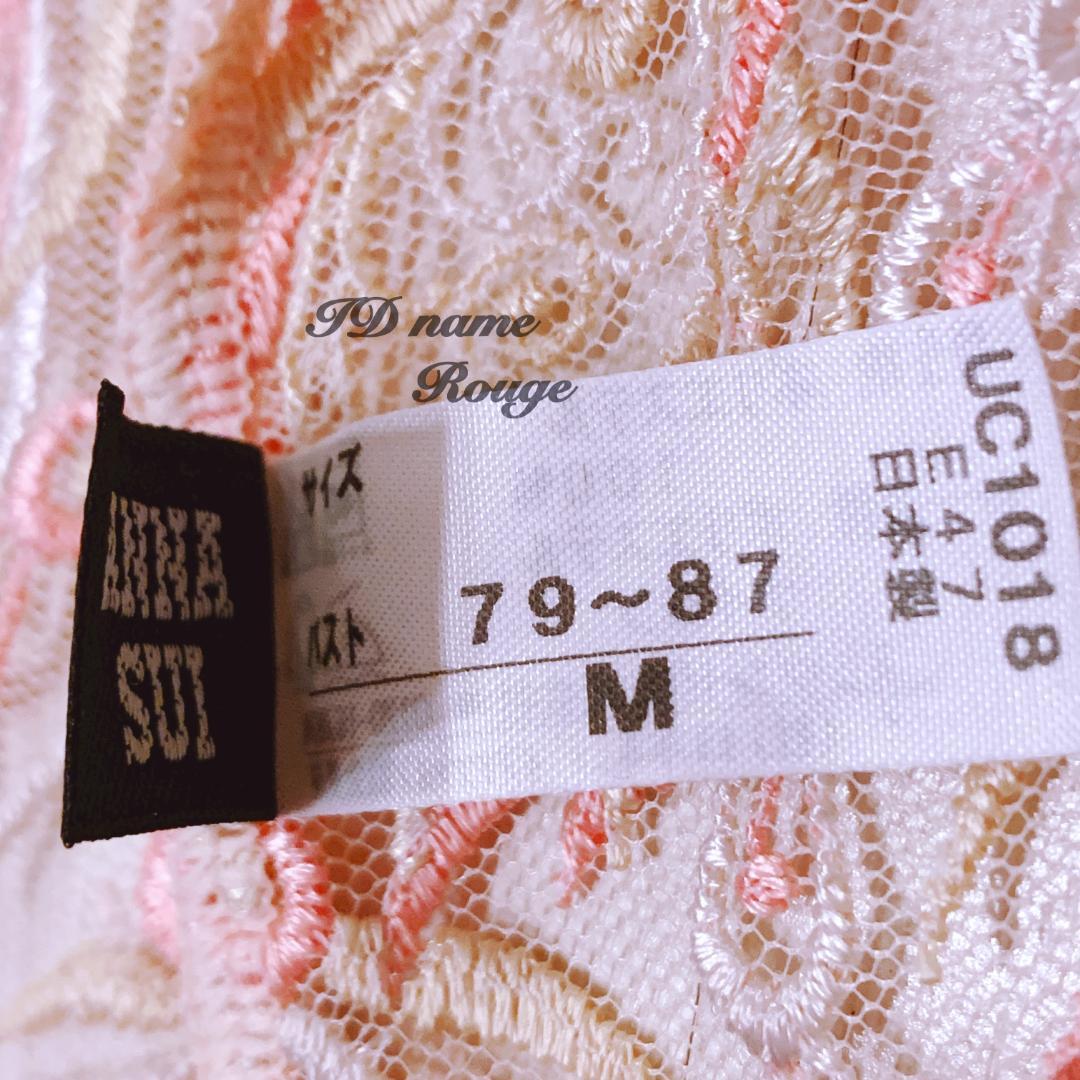 ID name
Rouge
ANNA
SUI
サイズ
バスト
79~87
M
UC1018
E47
日本製